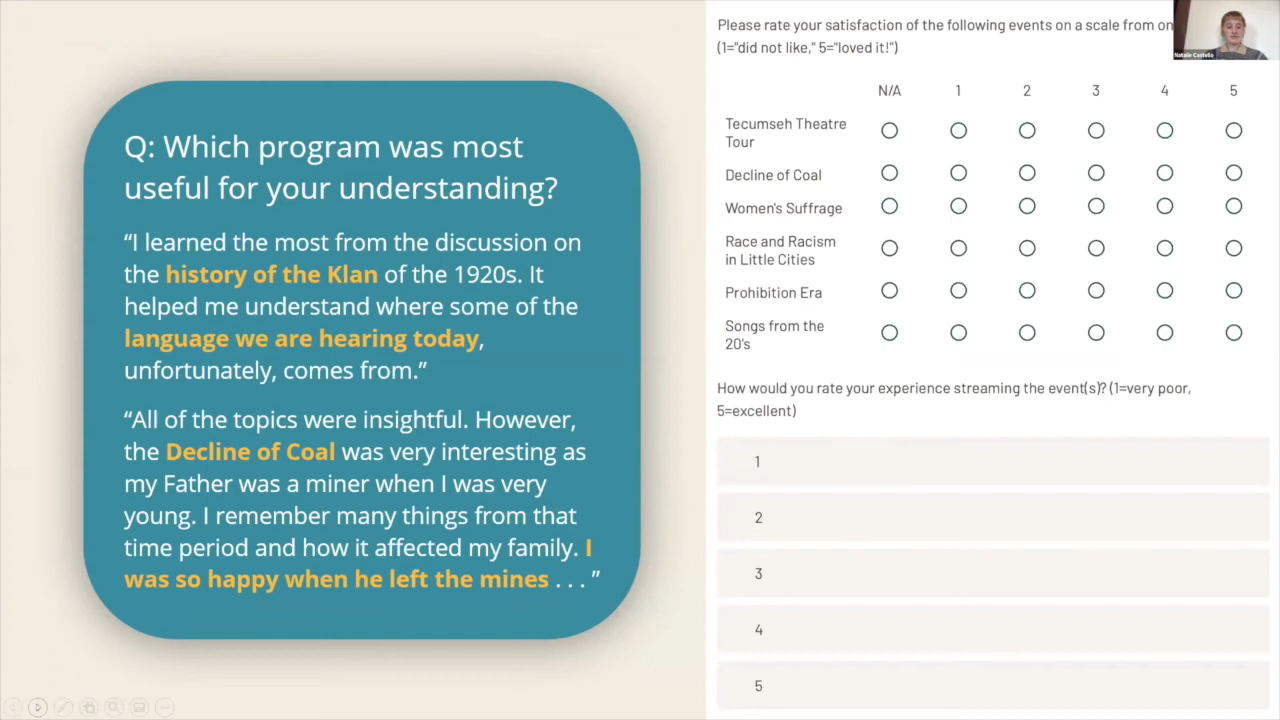 Q: Which program was most
useful for your understanding?
“I learned the most from the discussion on
the history of the Klan of the 1920s. It
helped me understand where some of the
language we are hearing today,
unfortunately, comes from.”
“All of the topics were insightful. However,
the Decline of Coal was very interesting as
my Father was a miner when I was very
young. I remember many things from that
time period and how it affected my family. I
was so happy when he left the mines . . . ”
Please rate your satisfaction of the following events on a scale from on
(1="did not like," 5="loved it!")
N/A 1 2 3 4 5
Tecumseh Theatre
Tour
Decline of Coal
Women's Suffrage
Race and Racism
in Little Cities
Prohibition Era
Songs from the
20's
How would you rate your experience streaming the event(s)? (1=very poor,
5=excellent)
1
2
3
4
5
Natalie Castello